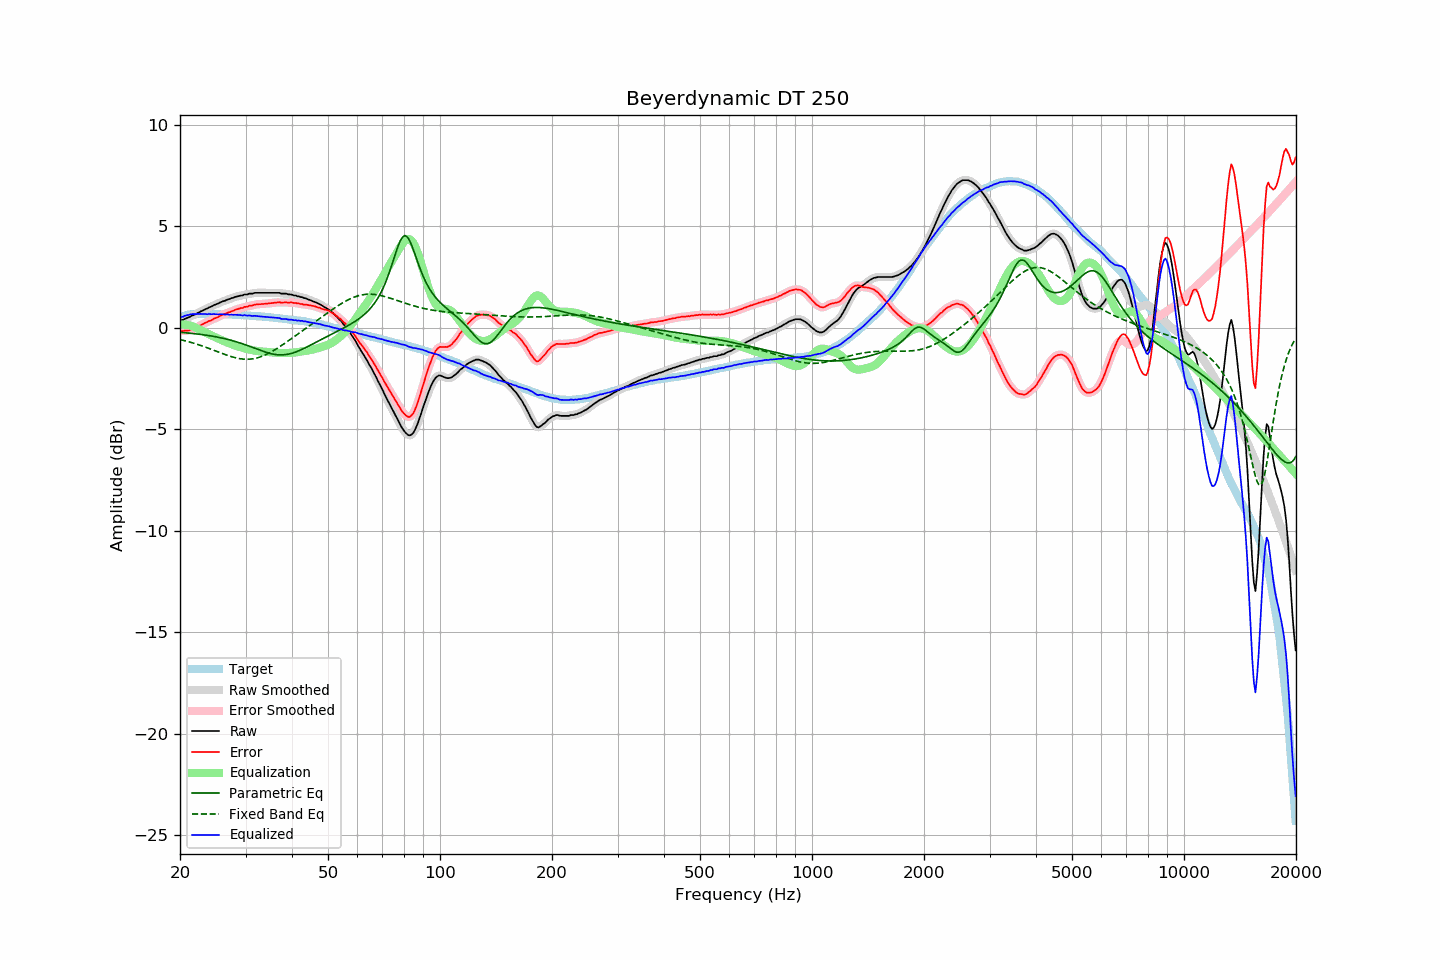 Beyerdynamic DT 250
Amplitude (dBr)
10
5
0
−5
−10
−15
−20
−25
Target
Raw Smoothed
Error Smoothed
Raw
Error
Equalization
Parametric Eq
Fixed Band Eq
Equalized
20 50 100 200 500 1000 2000 5000 10000 20000
Frequency (Hz)